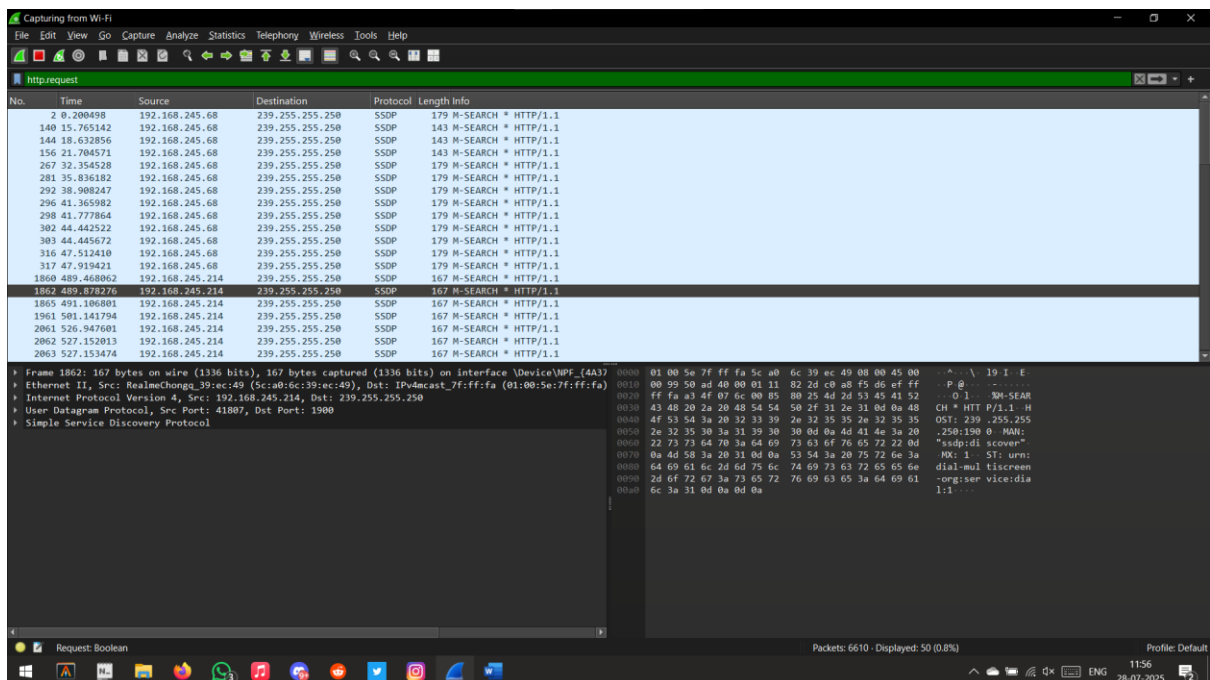 Capturing from Wi-Fi
File Edit View Go Capture Analyze Statistics Telephony Wireless Tools Help
http.request
No. Time Source Destination Protocol Length Info
2 0.200498 192.168.245.68 239.255.255.250 SSDP 179 M-SEARCH * HTTP/1.1
140 15.765142 192.168.245.68 239.255.255.250 SSDP 143 M-SEARCH * HTTP/1.1
144 18.632856 192.168.245.68 239.255.255.250 SSDP 143 M-SEARCH * HTTP/1.1
156 21.704571 192.168.245.68 239.255.255.250 SSDP 143 M-SEARCH * HTTP/1.1
267 32.354528 192.168.245.68 239.255.255.250 SSDP 179 M-SEARCH * HTTP/1.1
281 35.836182 192.168.245.68 239.255.255.250 SSDP 179 M-SEARCH * HTTP/1.1
292 38.908247 192.168.245.68 239.255.255.250 SSDP 179 M-SEARCH * HTTP/1.1
296 41.365982 192.168.245.68 239.255.255.250 SSDP 179 M-SEARCH * HTTP/1.1
298 41.777864 192.168.245.68 239.255.255.250 SSDP 179 M-SEARCH * HTTP/1.1
302 44.442522 192.168.245.68 239.255.255.250 SSDP 179 M-SEARCH * HTTP/1.1
303 44.445672 192.168.245.68 239.255.255.250 SSDP 179 M-SEARCH * HTTP/1.1
316 47.512410 192.168.245.68 239.255.255.250 SSDP 179 M-SEARCH * HTTP/1.1
317 47.919421 192.168.245.68 239.255.255.250 SSDP 179 M-SEARCH * HTTP/1.1
1860 489.468062 192.168.245.214 239.255.255.250 SSDP 167 M-SEARCH * HTTP/1.1
1862 489.878276 192.168.245.214 239.255.255.250 SSDP 167 M-SEARCH * HTTP/1.1
1865 491.106801 192.168.245.214 239.255.255.250 SSDP 167 M-SEARCH * HTTP/1.1
1961 501.141794 192.168.245.214 239.255.255.250 SSDP 167 M-SEARCH * HTTP/1.1
2061 526.947601 192.168.245.214 239.255.255.250 SSDP 167 M-SEARCH * HTTP/1.1
2062 527.152013 192.168.245.214 239.255.255.250 SSDP 167 M-SEARCH * HTTP/1.1
2063 527.153474 192.168.245.214 239.255.255.250 SSDP 167 M-SEARCH * HTTP/1.1
Frame 1862: 167 bytes on wire (1336 bits), 167 bytes captured (1336 bits) on interface \Device\NPF_{4A37
Ethernet II, Src: RealmeChongq_39:ec:49 (5c:a0:6c:39:ec:49), Dst: IPv4mcast_7f:ff:fa (01:00:5e:7f:ff:fa)
Internet Protocol Version 4, Src: 192.168.245.214, Dst: 239.255.255.250
User Datagram Protocol, Src Port: 41807, Dst Port: 1900
Simple Service Discovery Protocol
0000 01 00 5e 7f ff fa 5c a0 6c 39 ec 49 08 00 45 00 ··^···\· l9·I··E·
0010 00 99 50 ad 40 00 01 11 82 2d c0 a8 f5 d6 ef ff ··P·@··· ·-······
0020 ff fa a3 4f 07 6c 00 85 80 25 4d 2d 53 45 41 52 ···O·l·· ·%M-SEAR
0030 43 48 20 2a 20 48 54 54 50 2f 31 2e 31 0d 0a 48 CH * HTT P/1.1··H
0040 4f 53 54 3a 20 32 33 39 2e 32 35 35 2e 32 35 35 OST: 239 .255.255
0050 2e 32 35 30 3a 31 39 30 30 0d 0a 4d 41 4e 3a 20 .250:190 0··MAN:
0060 22 73 73 64 70 3a 64 69 73 63 6f 76 65 72 22 0d "ssdp:di scover"·
0070 0a 4d 58 3a 20 31 0d 0a 53 54 3a 20 75 72 6e 3a ·MX: 1·· ST: urn:
0080 64 69 61 6c 2d 6d 75 6c 74 69 73 63 72 65 65 6e dial-mul tiscreen
0090 2d 6f 72 67 3a 73 65 72 76 69 63 65 3a 64 69 61 -org:ser vice:dia
00a0 6c 3a 31 0d 0a 0d 0a l:1····
Request: Boolean Packets: 6610 · Displayed: 50 (0.8%) Profile: Default
ENG 11:56
28-07-2025